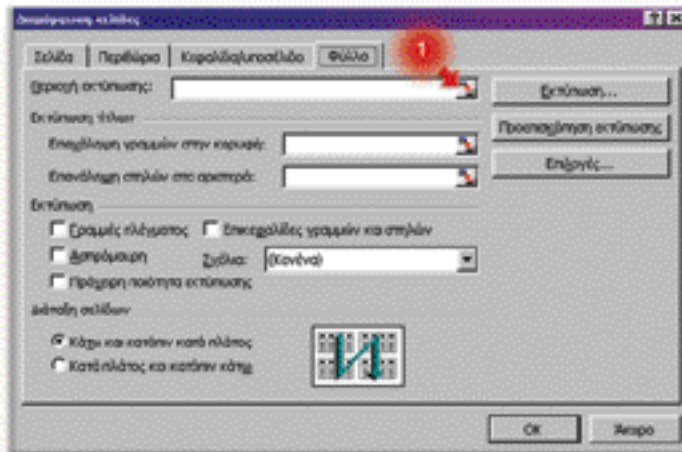 Διαμόρφωση σελίδας
Σελίδα Περιθώρια Κεφαλίδα/υποσέλιδο Φύλλο
1
Περιοχή εκτύπωσης:
Εκτύπωση...
Εκτύπωση τίτλων
Προεπισκόπηση εκτύπωσης
Επανάληψη γραμμών στην κορυφή:
Επιλογές...
Επανάληψη στηλών στα αριστερά:
Εκτύπωση
Γραμμές πλέγματος Επικεφαλίδες γραμμών και στηλών
Ασπρόμαυρη Σχόλια: (Κανένα)
Πρόχειρη ποιότητα εκτύπωσης
Διάταξη σελίδων
Κάτω και κατόπιν κατά πλάτος
Κατά πλάτος και κατόπιν κάτω
OK Άκυρο